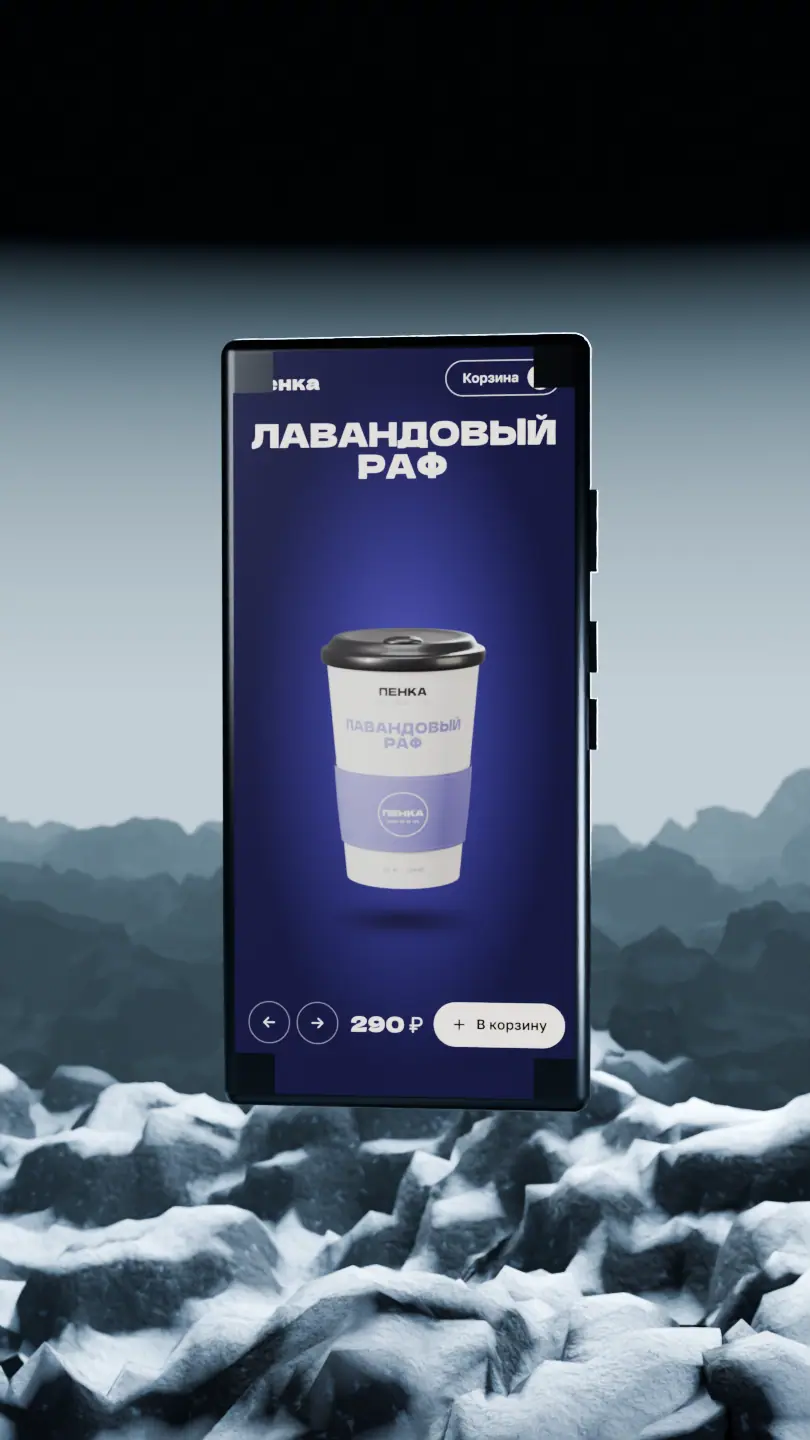 енка
Корзина
ЛАВАНДОВЫЙ
РАФ
ПЕНКА
ЛАВАНДОВЫЙ
РАФ
ПЕНКА
290 ₽
+ В корзину